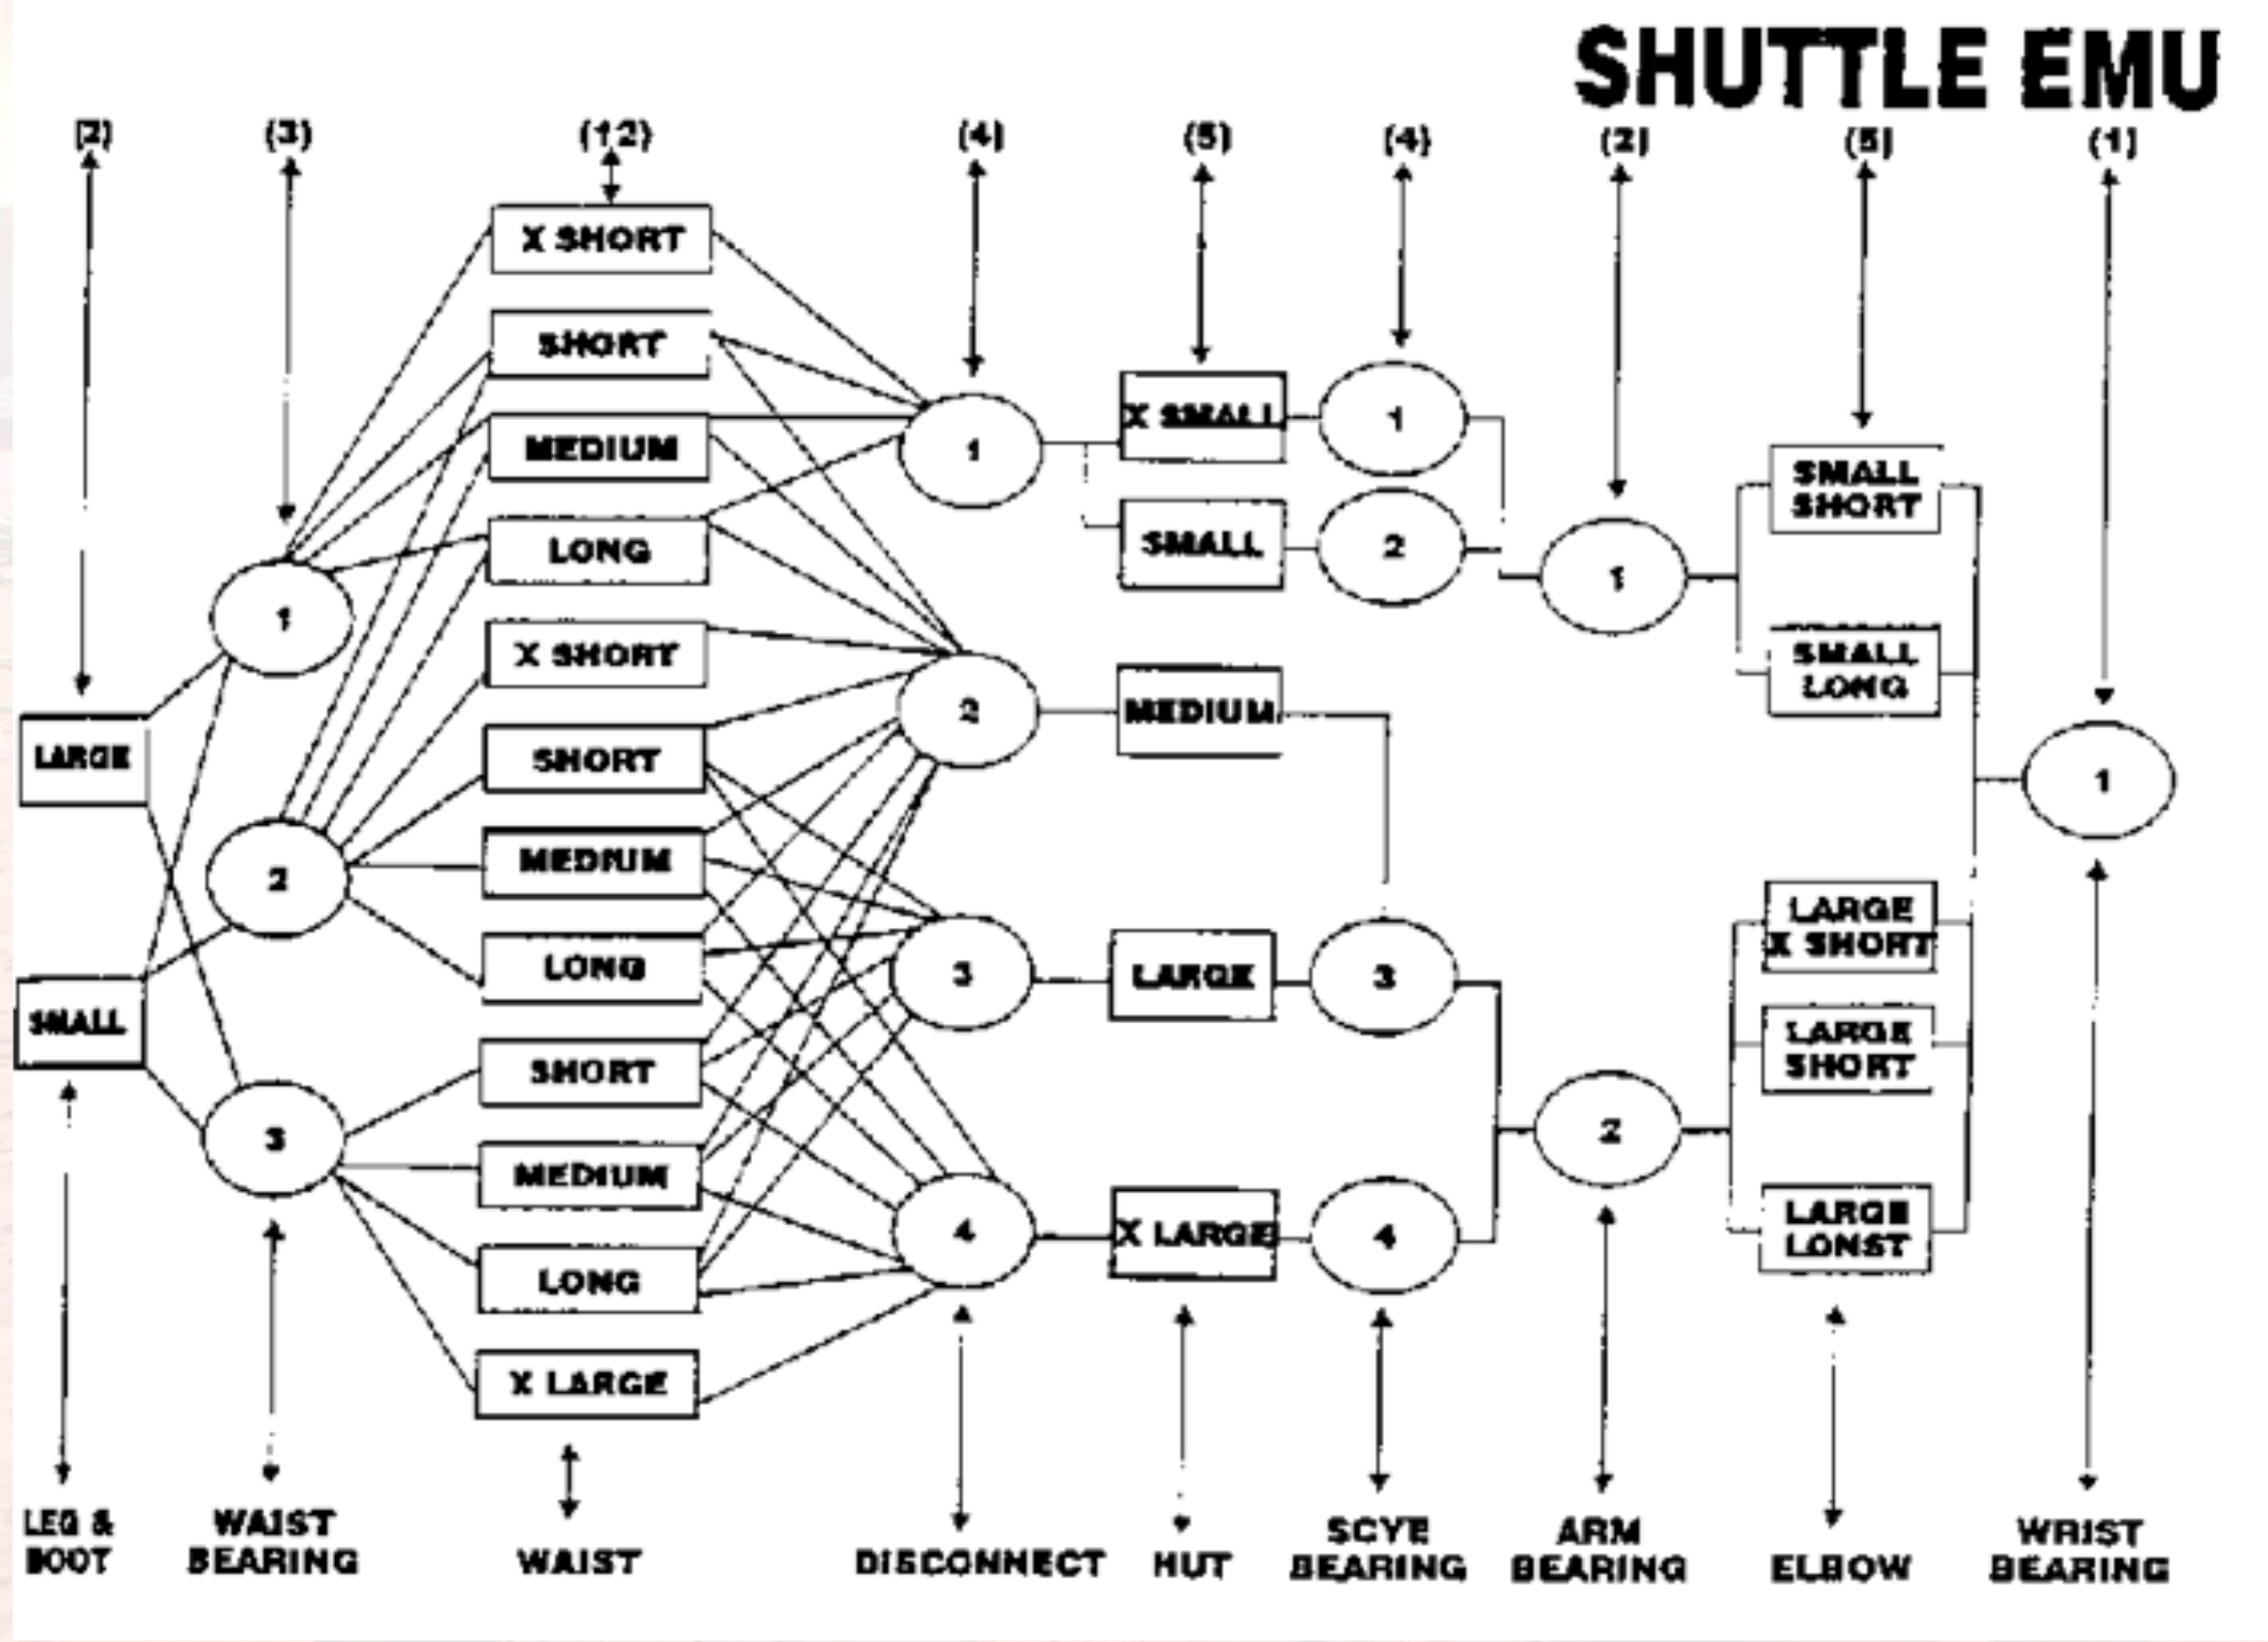 SHUTTLE EMU
(2) (3) (12) (4) (5) (4) (2) (5) (1)
X SHORT
SHORT
MEDIUM
LONG
X SHORT
SHORT
MEDIUM
LONG
SHORT
MEDIUM
LONG
X LARGE
LARGE
SMALL
1
2
3
1
2
3
4
X SMALL
SMALL
MEDIUM
LARGE
X LARGE
1
2
3
4
1
2
SMALL
SHORT
SMALL
LONG
LARGE
X SHORT
LARGE
SHORT
LARGE
LONST
1
LEG &
BOOT
WAIST
BEARING
WAIST
DISCONNECT
HUT
SCYE
BEARING
ARM
BEARING
ELBOW
WRIST
BEARING